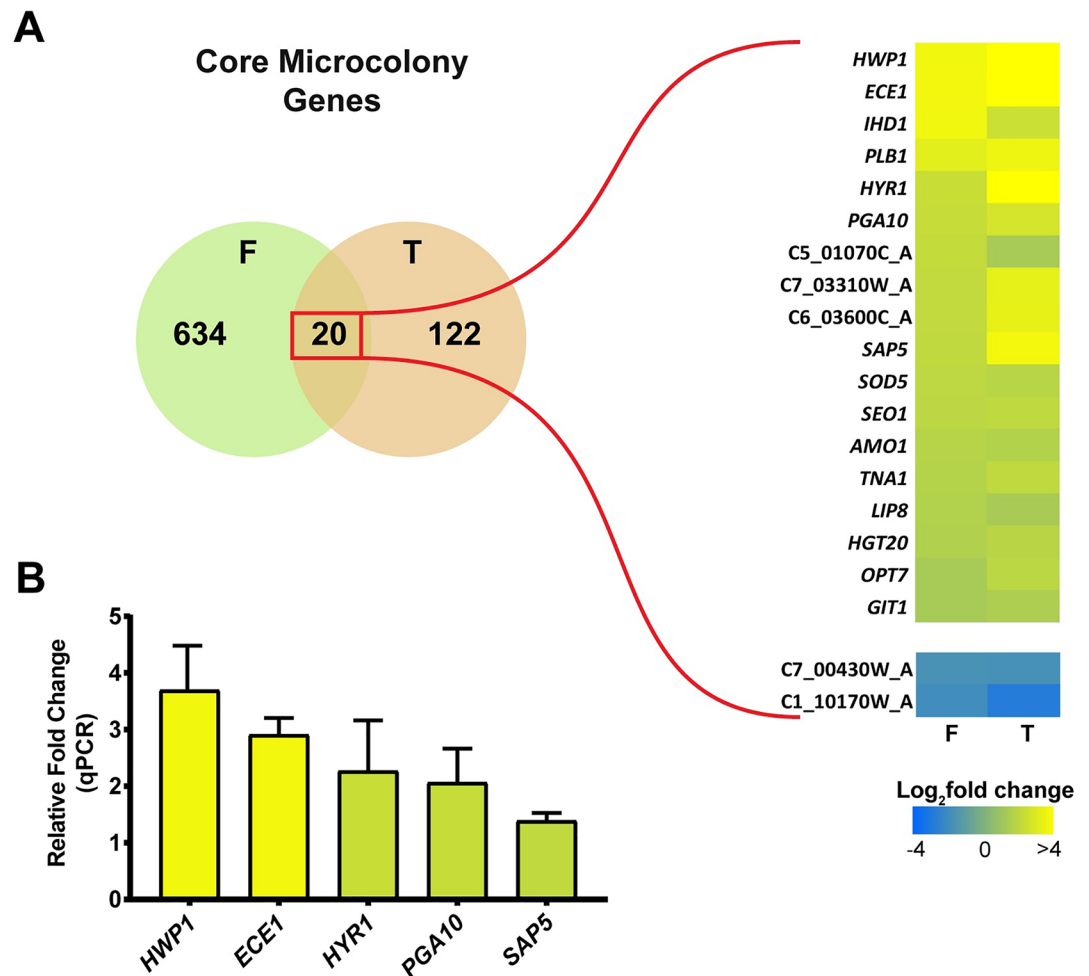 A
Core Microcolony
Genes
F
T
634
20
122
HWP1
ECE1
IHD1
PLB1
HYR1
PGA10
C5_01070C_A
C7_03310W_A
C6_03600C_A
SAP5
SOD5
SEO1
AMO1
TNA1
LIP8
HGT20
OPT7
GIT1
C7_00430W_A
C1_10170W_A
F T
Log2fold change
-4 0 >4
B
Relative Fold Change
(qPCR)
5
4
3
2
1
0
HWP1
ECE1
HYR1
PGA10
SAP5